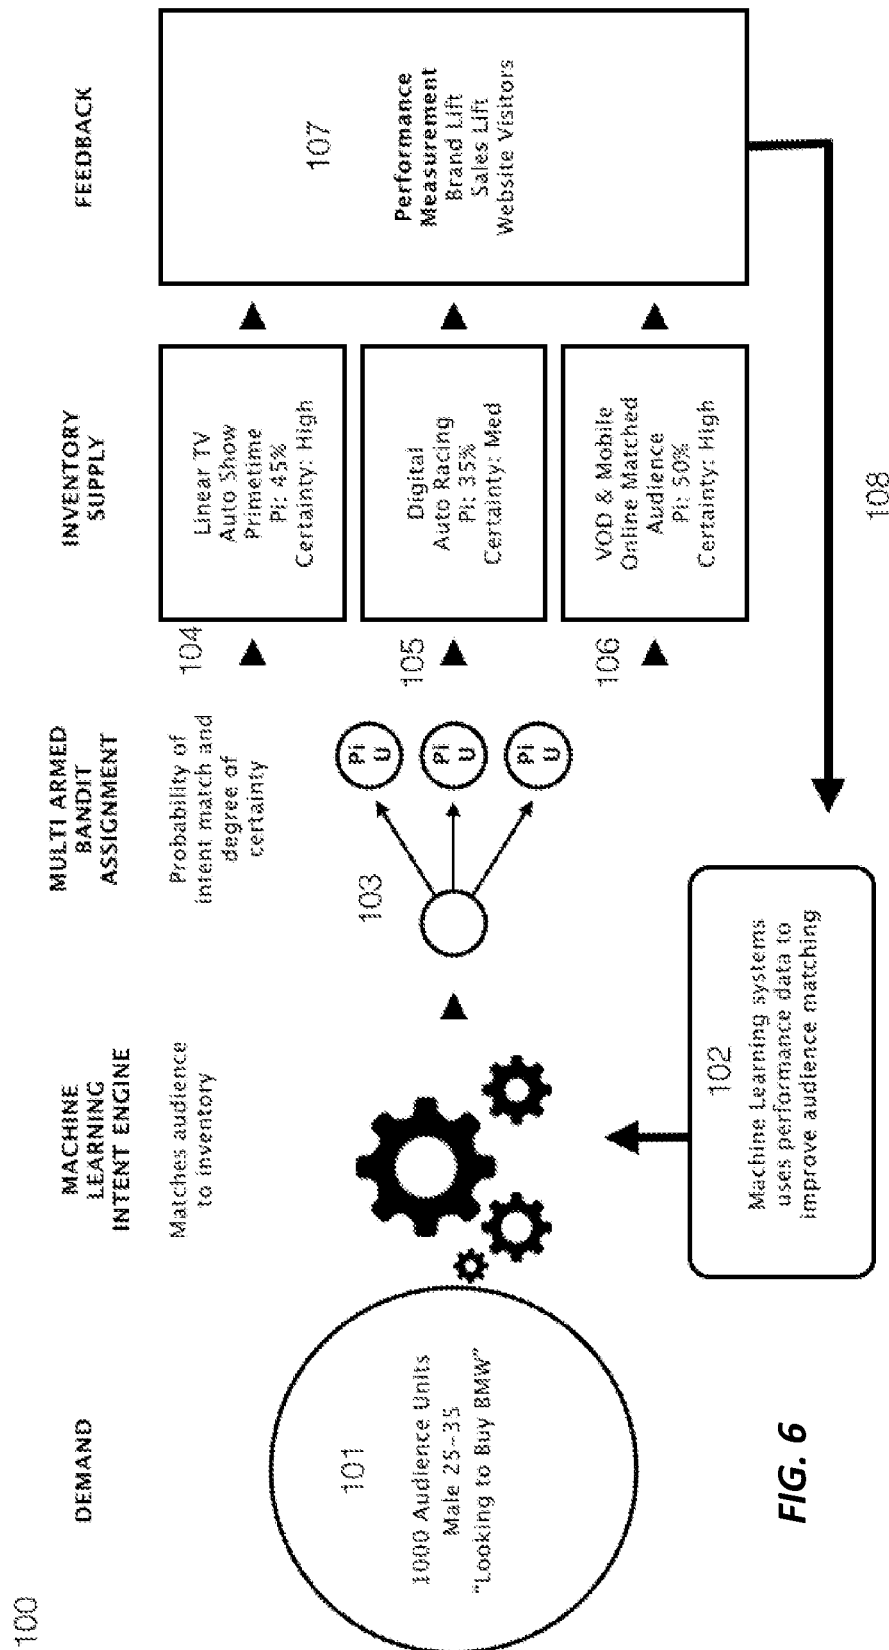 100
DEMAND
101
1000 Audience Units
Male 25-35
"Looking to Buy BMW"
MACHINE
LEARNING
INTENT ENGINE
Matches audience
to inventory
102
Machine Learning systems
uses performance data to
improve audience matching
MULTI ARMED
BANDIT
ASSIGNMENT
Probability of
intent match and
degree of
certainty
103
Pi
U
Pi
U
Pi
U
INVENTORY
SUPPLY
104
Linear TV
Auto Show
Primetime
Pi: 45%
Certainty: High
105
Digital
Auto Racing
Pi: 35%
Certainty: Med
106
VOD & Mobile
Online Matched
Audience
Pi: 50%
Certainty: High
FEEDBACK
107
Performance
Measurement
Brand Lift
Sales Lift
Website Visitors
108
FIG. 6